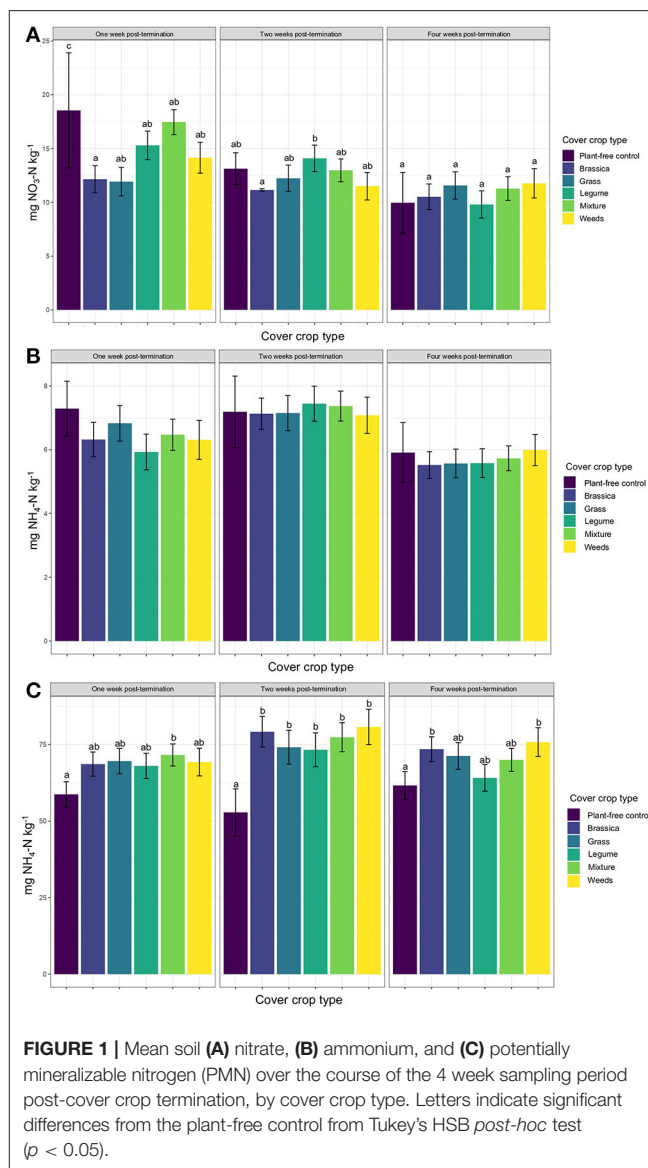 A
One week post-termination
Two weeks post-termination
Four weeks post-termination
mg NO3-N kg-1
25
20
15
10
5
0
c
a
ab
ab
ab
ab
ab
a
ab
b
ab
ab
a
a
a
a
a
a
Cover crop type
Cover crop type
Plant-free control
Brassica
Grass
Legume
Mixture
Weeds
B
One week post-termination
Two weeks post-termination
Four weeks post-termination
mg NH4-N kg-1
8
6
4
2
0
Cover crop type
Cover crop type
Plant-free control
Brassica
Grass
Legume
Mixture
Weeds
C
One week post-termination
Two weeks post-termination
Four weeks post-termination
mg NH4-N kg-1
75
50
25
0
a
ab
ab
ab
b
ab
a
b
b
b
b
b
a
b
ab
ab
ab
b
Cover crop type
Cover crop type
Plant-free control
Brassica
Grass
Legume
Mixture
Weeds
FIGURE 1 | Mean soil (A) nitrate, (B) ammonium, and (C) potentially
mineralizable nitrogen (PMN) over the course of the 4 week sampling period
post-cover crop termination, by cover crop type. Letters indicate significant
differences from the plant-free control from Tukey's HSB post-hoc test
(p < 0.05).